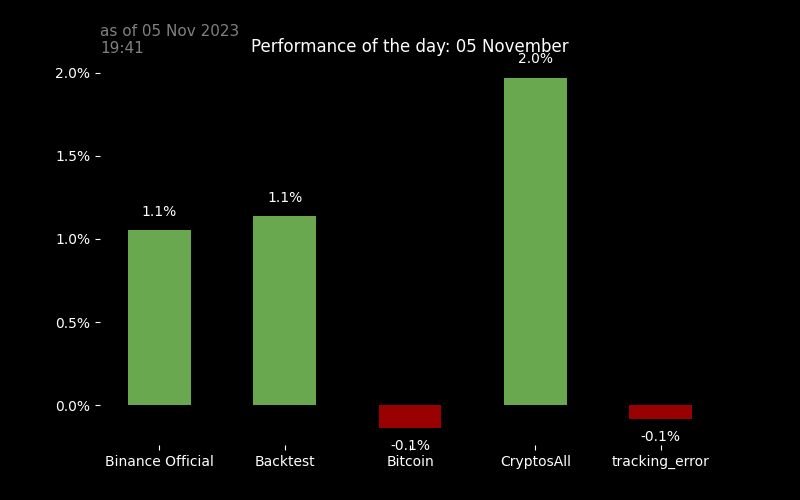 as of 05 Nov 2023
19:41
Performance of the day: 05 November
2.0%
2.0%
1.5%
1.1%
1.1%
1.0%
0.5%
0.0%
-0.1%
-0.1%
Binance Official
Backtest
Bitcoin
CryptosAll
tracking_error